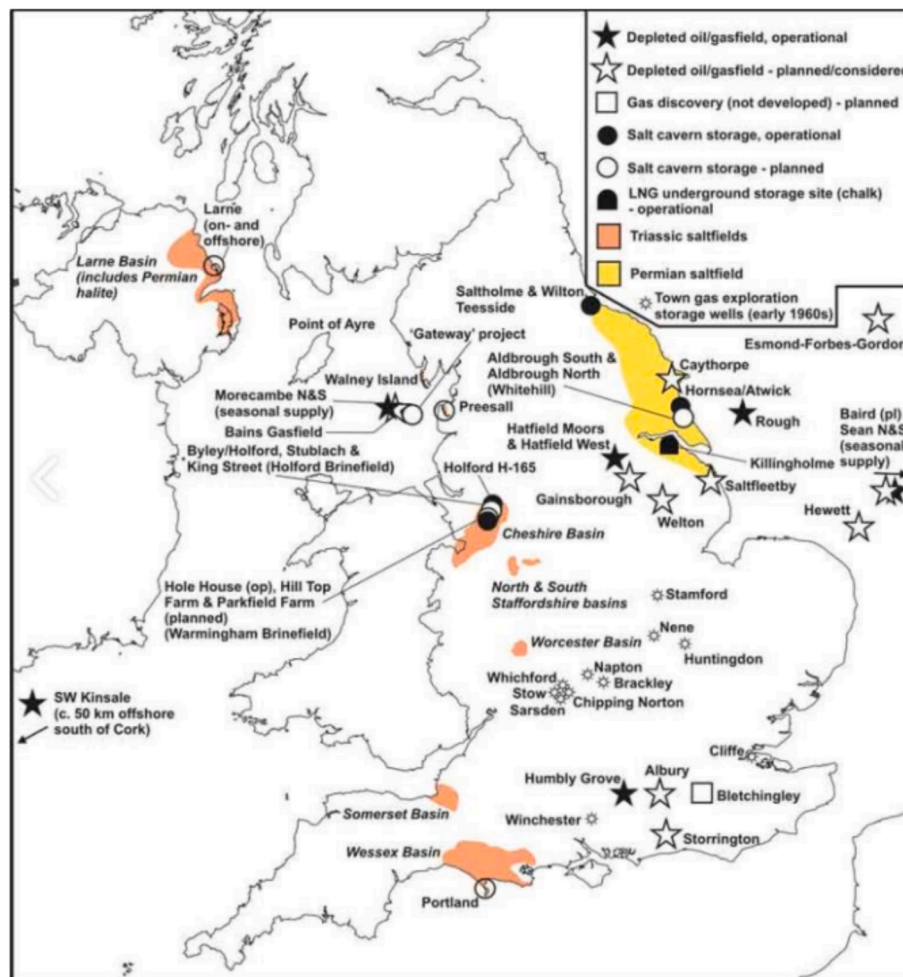 Depleted oil/gasfield, operational
Depleted oil/gasfield - planned/considered
Gas discovery (not developed) - planned
Salt cavern storage, operational
Salt cavern storage - planned
LNG underground storage site (chalk)
- operational
Triassic saltfields
Permian saltfield
Town gas exploration
storage wells (early 1960s)
Larne
(on- and
offshore)
Larne Basin
(includes Permian
halite)
Point of Ayre
'Gateway' project
Saltholme & Wilton,
Teesside
Esmond-Forbes-Gordon
Walney Island
Aldbrough South &
Aldbrough North
(Whitehill)
Caythorpe
Hornsea/Atwick
Morecambe N&S
(seasonal supply)
Preesall
Rough
Baird (pl)
Sean N&S
(seasonal
supply)
Bains Gasfield
Hatfield Moors
& Hatfield West
Byley/Holford, Stublach &
King Street (Holford Brinefield)
Holford H-165
Killingholme
Gainsborough
Saltfleetby
Welton
Hewett
Cheshire Basin
Hole House (op), Hill Top
Farm & Parkfield Farm
(planned)
(Warmingham Brinefield)
North & South
Staffordshire basins
Stamford
Worcester Basin
Nene
Huntingdon
Napton
Whichford
Brackley
Stow
Chipping Norton
Sarsden
SW Kinsale
(c. 50 km offshore
south of Cork)
Cliffe
Humbly Grove
Albury
Bletchingley
Somerset Basin
Winchester
Storrington
Wessex Basin
Portland